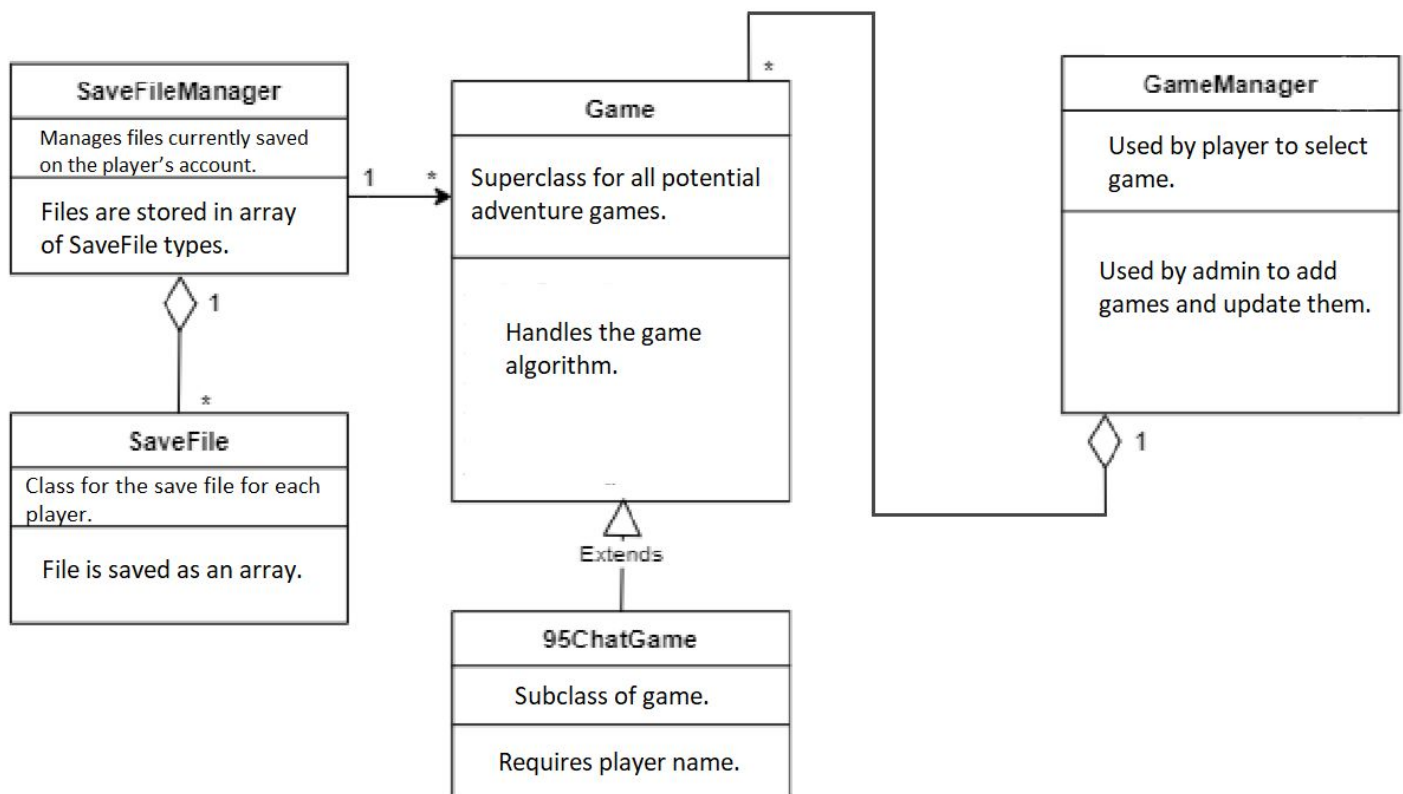 SaveFileManager
Manages files currently saved
on the player’s account.
Files are stored in array
of SaveFile types.
1
*
1
*
SaveFile
Class for the save file for each
player.
File is saved as an array.
Game
Superclass for all potential
adventure games.
Handles the game
algorithm.
Extends
95ChatGame
Subclass of game.
Requires player name.
*
GameManager
Used by player to select
game.
Used by admin to add
games and update them.
1